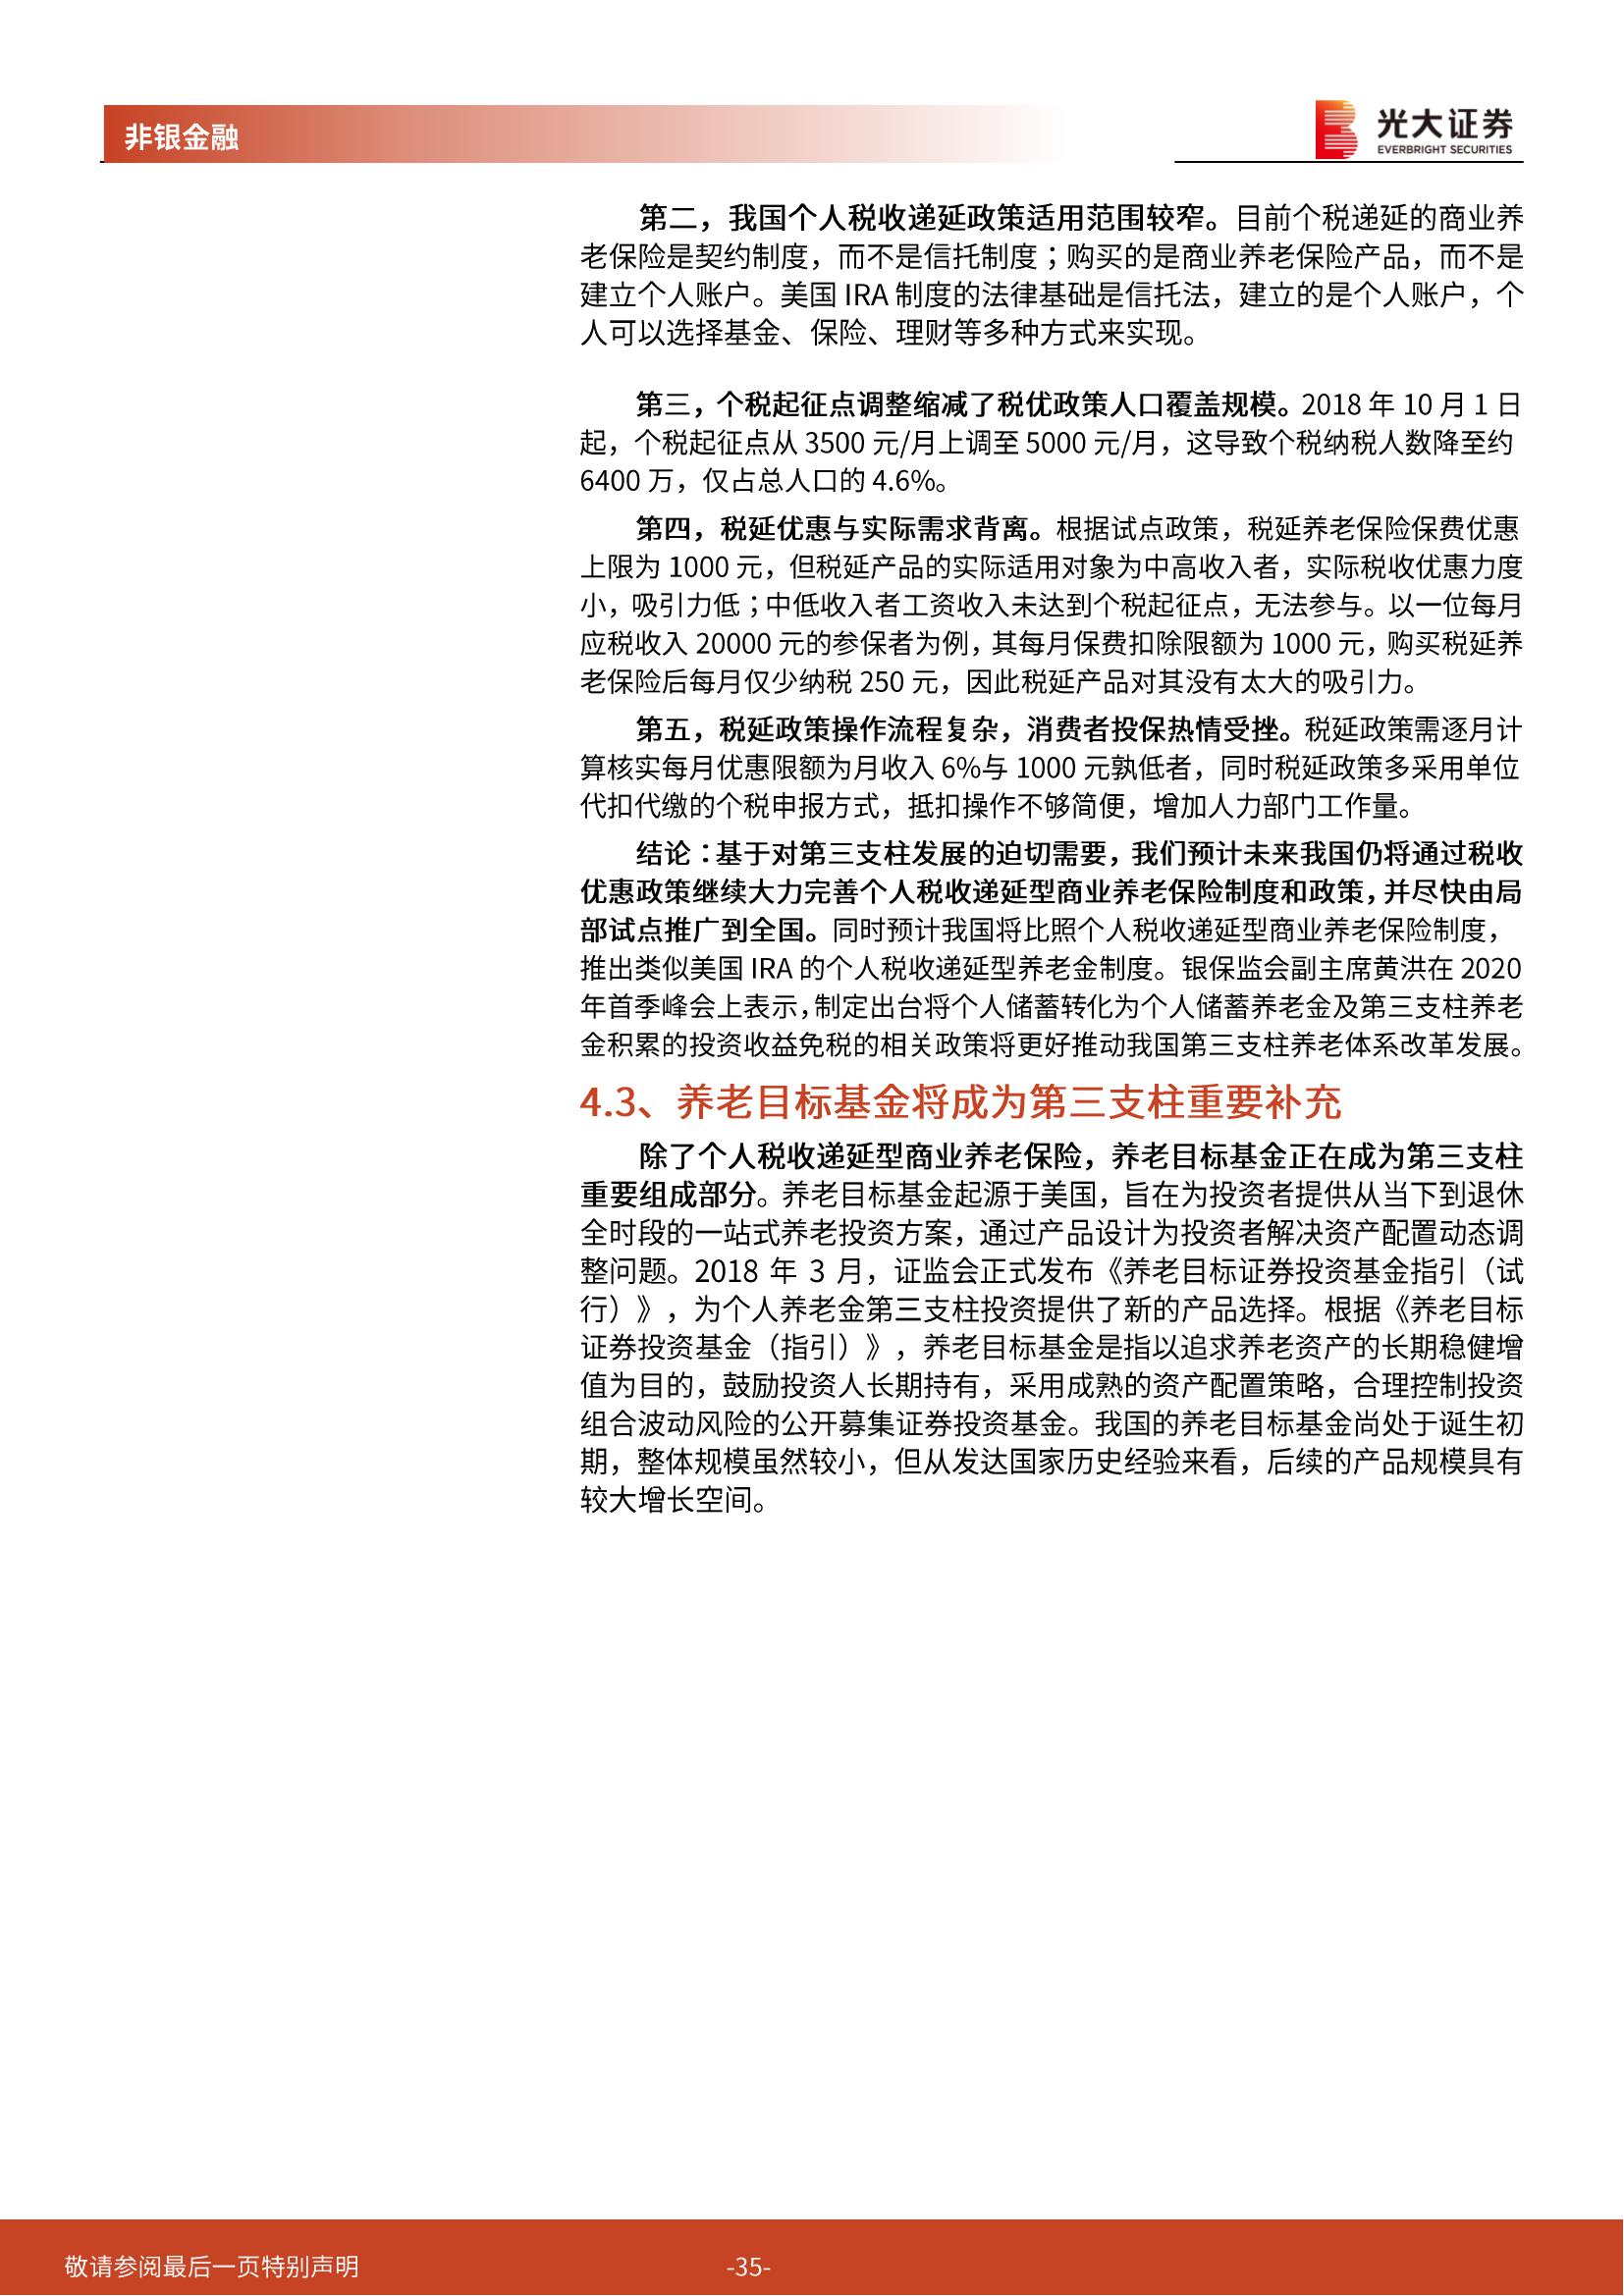 非银金融
光大证券
EVERBRIGHT SECURITIES
第二，我国个人税收递延政策适用范围较窄。目前个税递延的商业养
老保险是契约制度，而不是信托制度；购买的是商业养老保险产品，而不是
建立个人账户。美国 IRA 制度的法律基础是信托法，建立的是个人账户，个
人可以选择基金、保险、理财等多种方式来实现。
第三，个税起征点调整缩减了税优政策人口覆盖规模。2018 年 10 月 1 日
起，个税起征点从 3500 元/月上调至 5000 元/月，这导致个税纳税人数降至约
6400 万，仅占总人口的 4.6%。
第四，税延优惠与实际需求背离。根据试点政策，税延养老保险保费优惠
上限为 1000 元，但税延产品的实际适用对象为中高收入者，实际税收优惠力度
小，吸引力低；中低收入者工资收入未达到个税起征点，无法参与。以一位每月
应税收入 20000 元的参保者为例，其每月保费扣除限额为 1000 元，购买税延养
老保险后每月仅少纳税 250 元，因此税延产品对其没有太大的吸引力。
第五，税延政策操作流程复杂，消费者投保热情受挫。税延政策需逐月计
算核实每月优惠限额为月收入 6%与 1000 元孰低者，同时税延政策多采用单位
代扣代缴的个税申报方式，抵扣操作不够简便，增加人力部门工作量。
结论：基于对第三支柱发展的迫切需要，我们预计未来我国仍将通过税收
优惠政策继续大力完善个人税收递延型商业养老保险制度和政策，并尽快由局
部试点推广到全国。同时预计我国将比照个人税收递延型商业养老保险制度，
推出类似美国 IRA 的个人税收递延型养老金制度。银保监会副主席黄洪在 2020
年首季峰会上表示，制定出台将个人储蓄转化为个人储蓄养老金及第三支柱养老
金积累的投资收益免税的相关政策将更好推动我国第三支柱养老体系改革发展。
4.3、养老目标基金将成为第三支柱重要补充
除了个人税收递延型商业养老保险，养老目标基金正在成为第三支柱
重要组成部分。养老目标基金起源于美国，旨在为投资者提供从当下到退休
全时段的一站式养老投资方案，通过产品设计为投资者解决资产配置动态调
整问题。2018 年 3 月，证监会正式发布《养老目标证券投资基金指引（试
行）》，为个人养老金第三支柱投资提供了新的产品选择。根据《养老目标
证券投资基金（指引）》，养老目标基金是指以追求养老资产的长期稳健增
值为目的，鼓励投资人长期持有，采用成熟的资产配置策略，合理控制投资
组合波动风险的公开募集证券投资基金。我国的养老目标基金尚处于诞生初
期，整体规模虽然较小，但从发达国家历史经验来看，后续的产品规模具有
较大增长空间。
敬请参阅最后一页特别声明
-35-